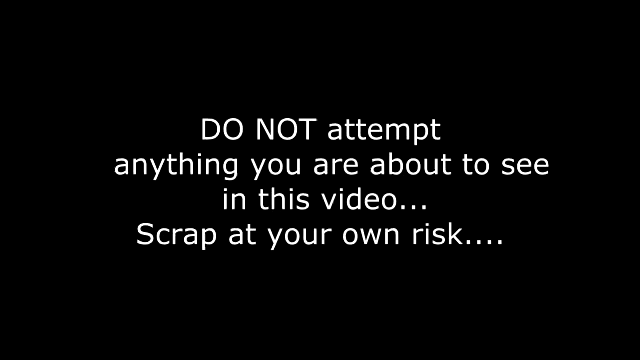 DO NOT attempt
anything you are about to see
in this video...
Scrap at your own risk....